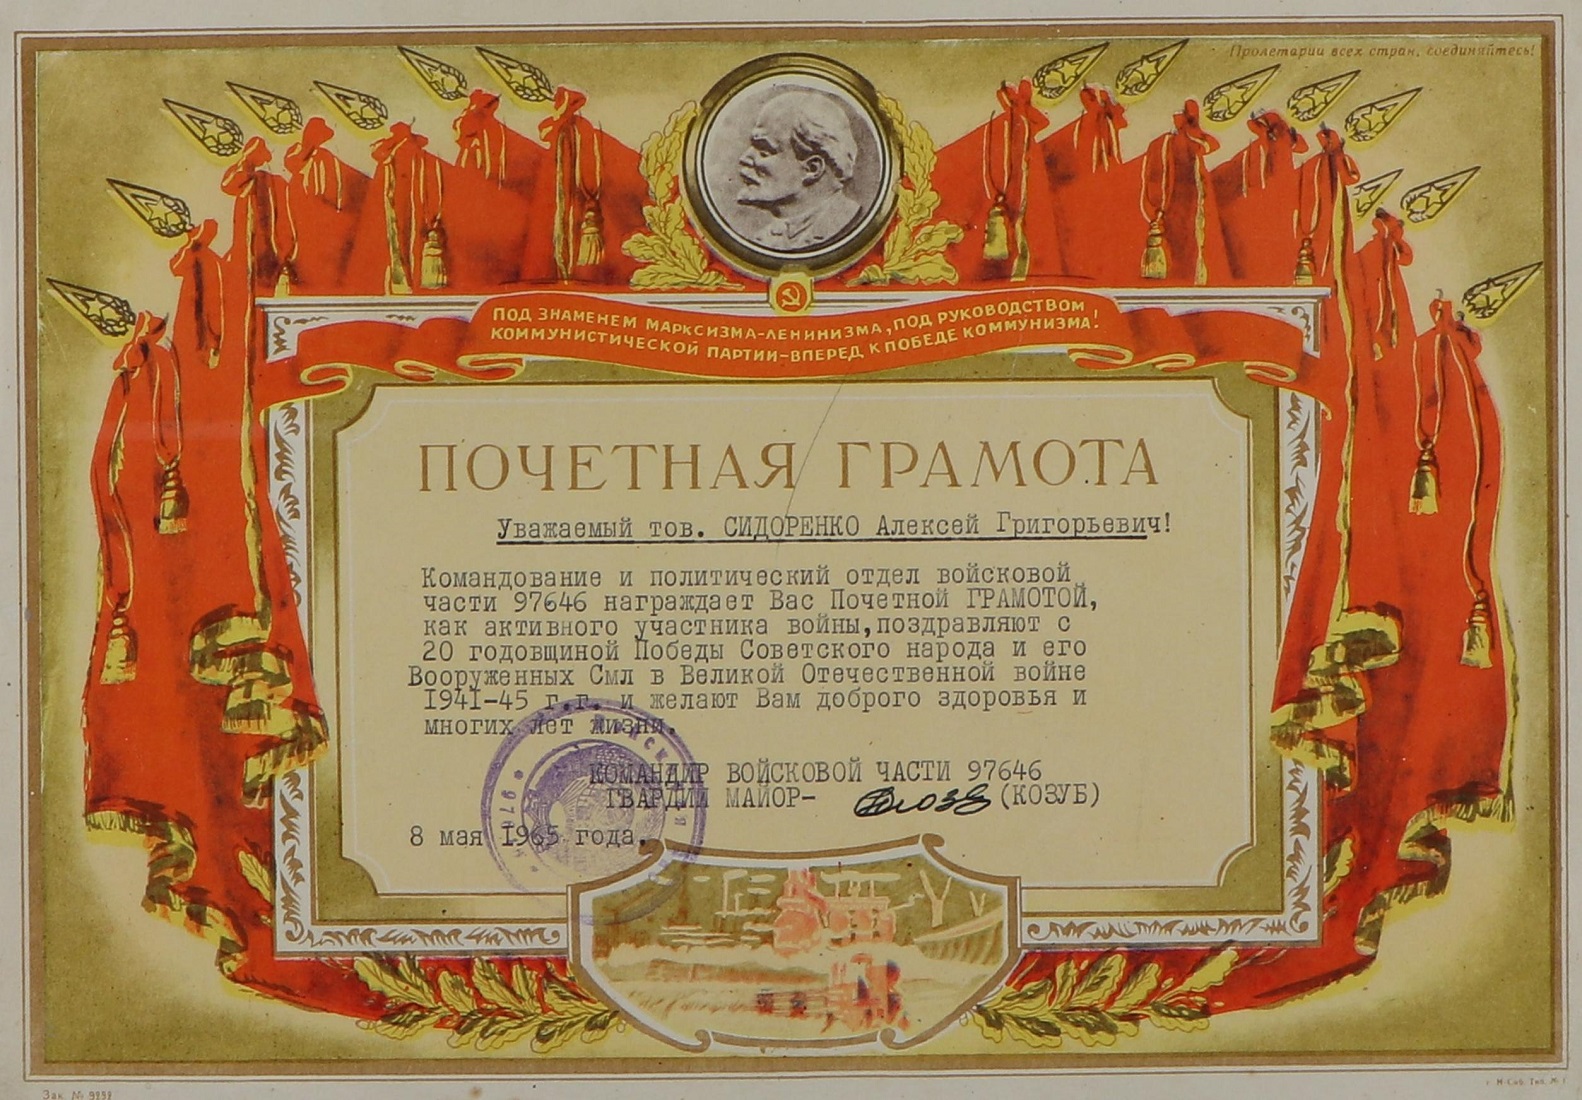 Пролетарии всех стран, соединяйтесь!
ПОД ЗНАМЕНЕМ МАРКСИЗМА-ЛЕНИНИЗМА, ПОД РУКОВОДСТВОМ
КОММУНИСТИЧЕСКОЙ ПАРТИИ-ВПЕРЕД К ПОБЕДЕ КОММУНИЗМА!
ПОЧЕТНАЯ ГРАМОТА
Уважаемый тов. СИДОРЕНКО Алексей Григорьевич!
Командование и политический отдел войсковой
части 97646 награждает Вас Почетной ГРАМОТОЙ,
как активного участника войны, поздравляют с
20 годовщиной Победы Советского народа и его
Вооруженных Смл в Великой Отечественной войне
1941-45 г.г. и желают Вам доброго здоровья и
многих лет жизни.
КОМАНДИР ВОЙСКОВОЙ ЧАСТИ 97646
ГВАРДИИ МАЙОР- (КОЗУБ)
8 мая 1965 года.
Зак. №